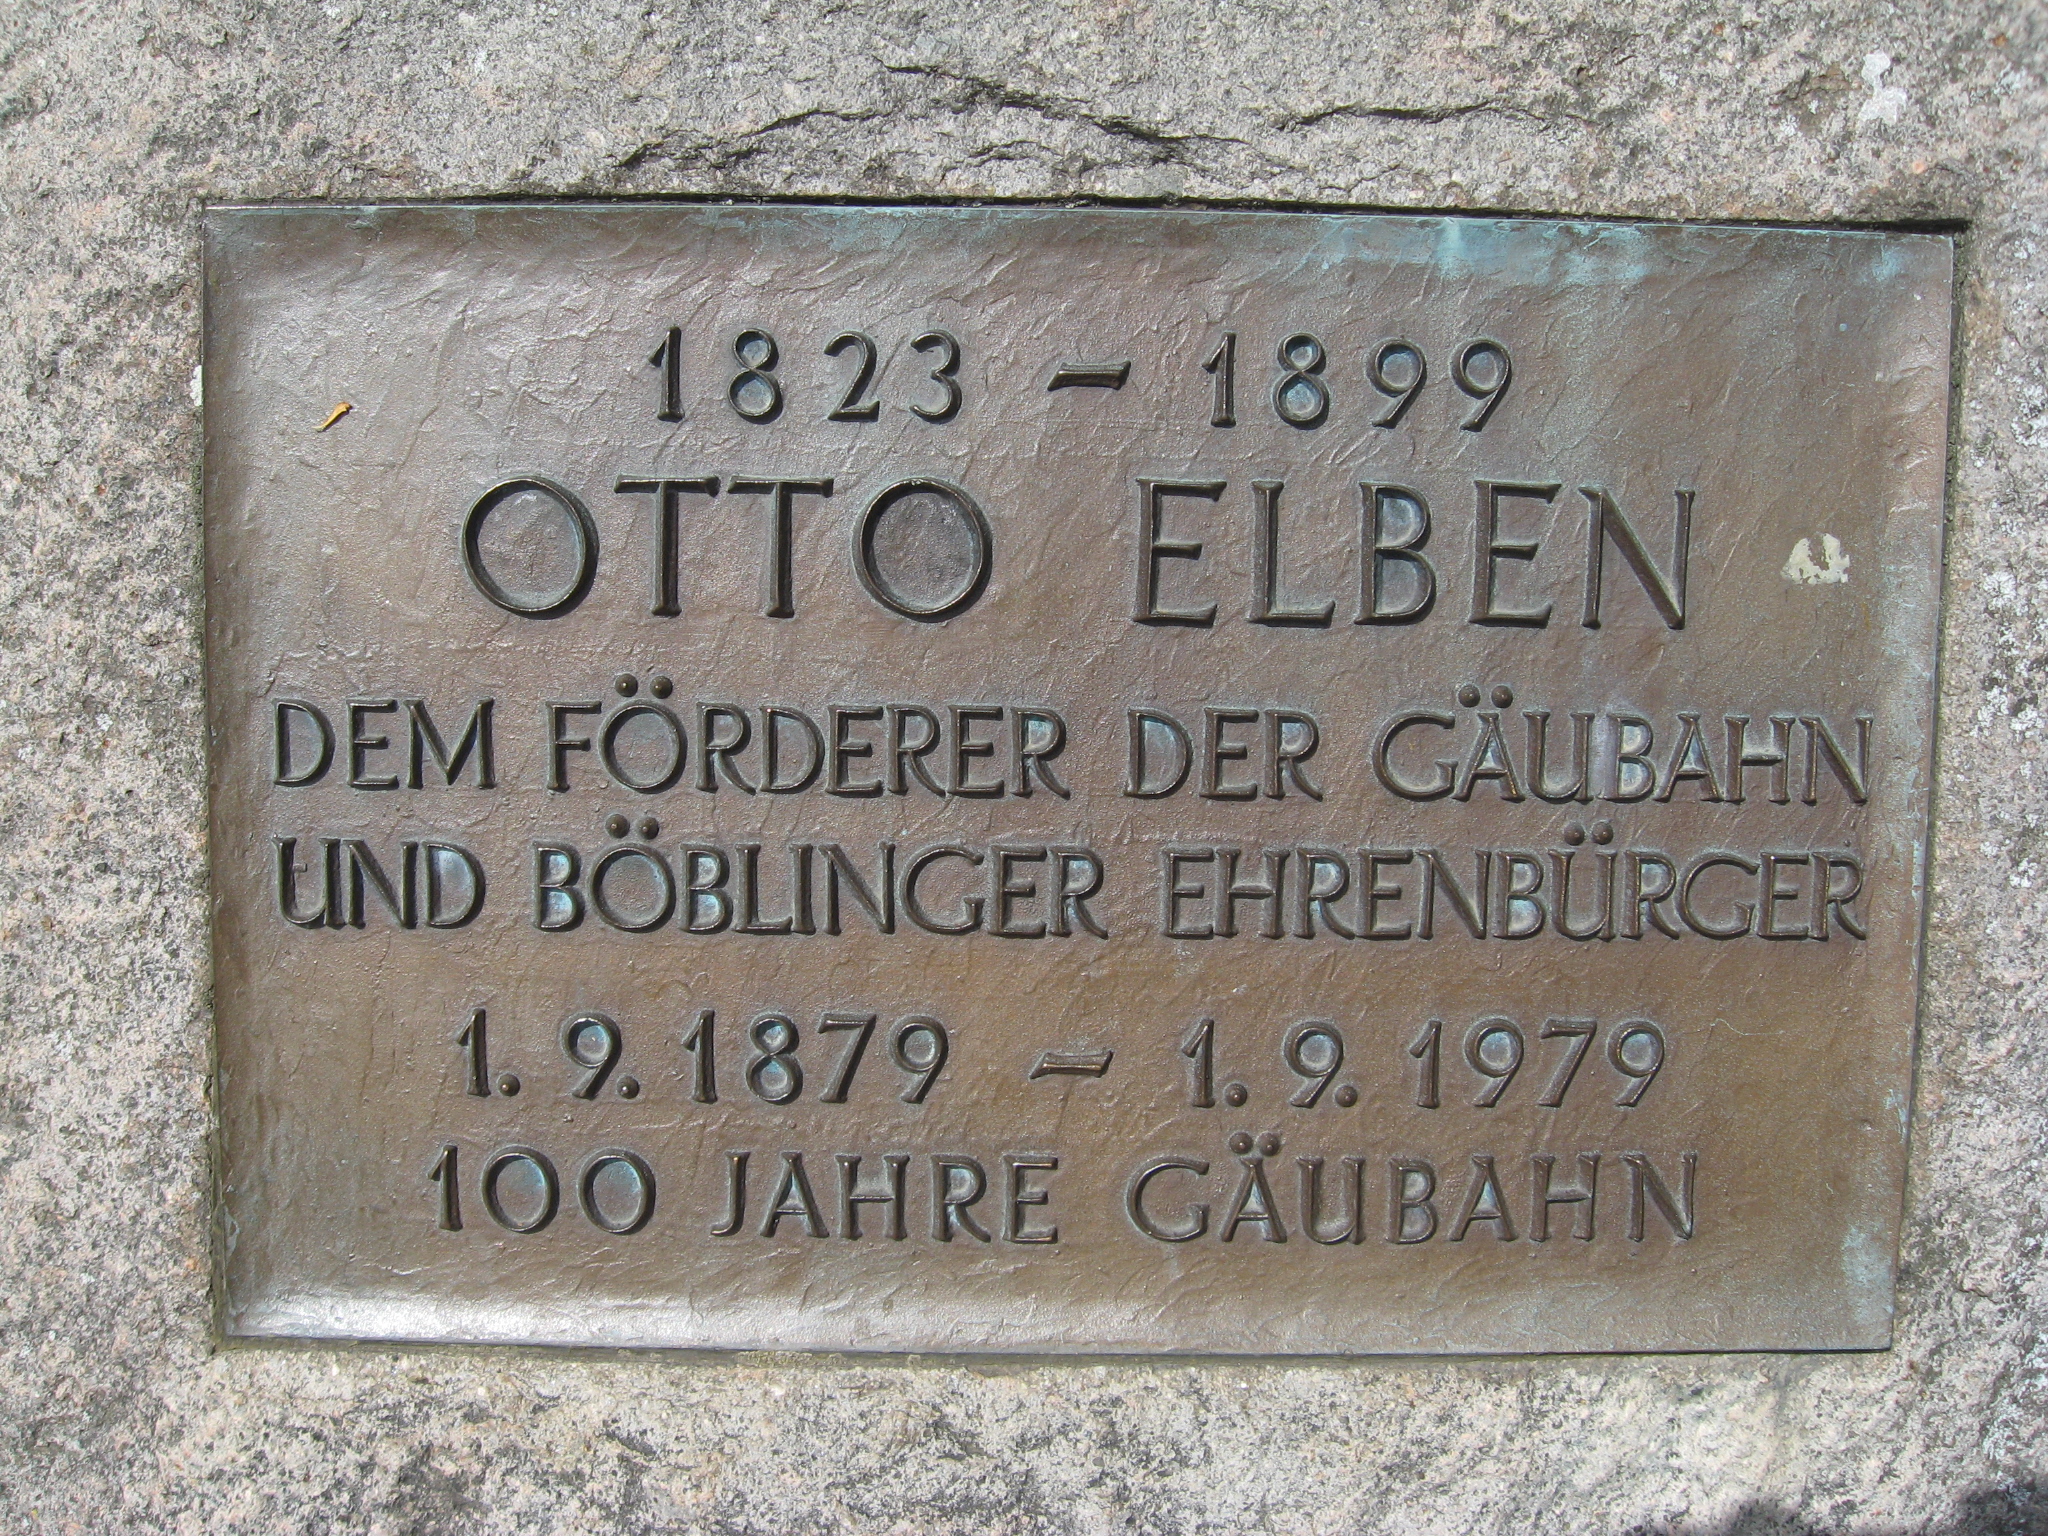 1823 – 1899
OTTO ELBEN
DEM FÖRDERER DER GÄUBAHN
UND BÖBLINGER EHRENBÜRGER
1. 9. 1879 – 1. 9. 1979
100 JAHRE GÄUBAHN